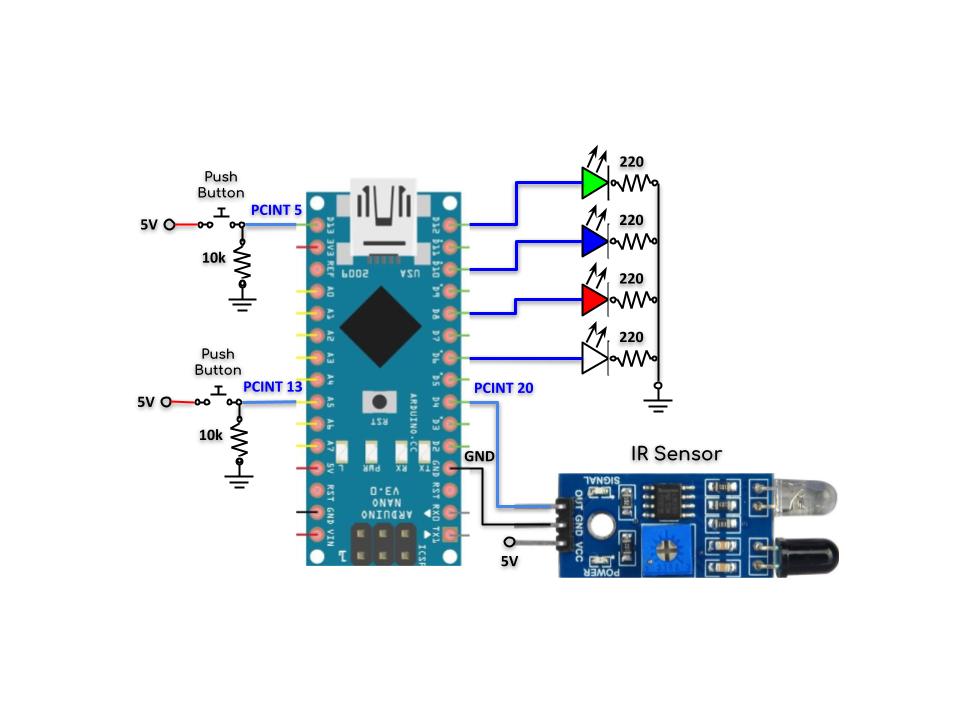 Push
Button
PCINT 5
5V
10k
Push
Button
PCINT 13
5V
10k
D13
3V3
REF
A0
A1
A2
A3
A4
A5
A6
A7
5V
RST
GND
VIN
2009
USA
RST
ARDUINO.CC
L
PWR
RX
TX
ARDUINO
NANO
V3.0
ICSP
1
D12
D11
D10
D9
D8
D7
D6
D5
D4
D3
D2
GND
RST
RX0
TX1
220
220
220
220
PCINT 20
GND
5V
IR Sensor
SIGNAL
OUT GND VCC
POWER